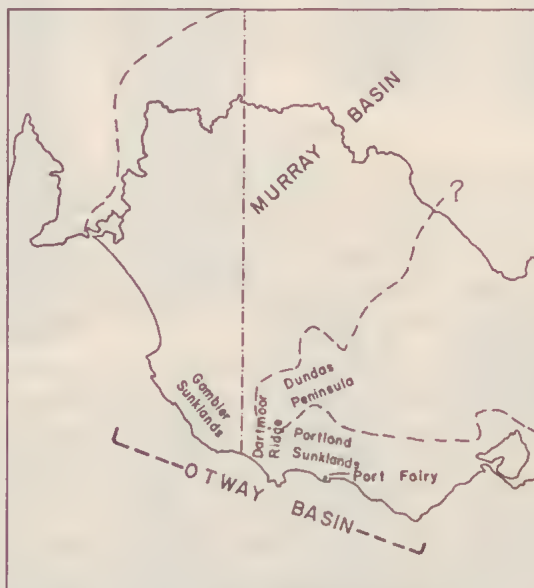 BASIN
MURRAY
?
Gambier
Sunklands
Dundas
Peninsula
Dartmoor
Ridge
Portland
Sunklands
Port Fairy
OTWAY BASIN